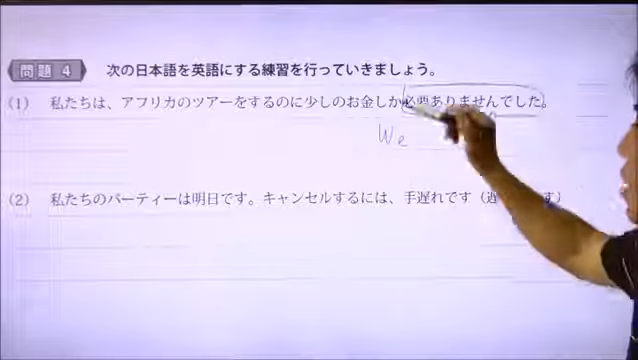 問題 4 次の日本語を英語にする練習を行っていきましょう。
(1) 私たちは、アフリカのツアーをするのに少しのお金しか必要ありませんでした。
We
(2) 私たちのパーティーは明日です。キャンセルするには、手遅れです(